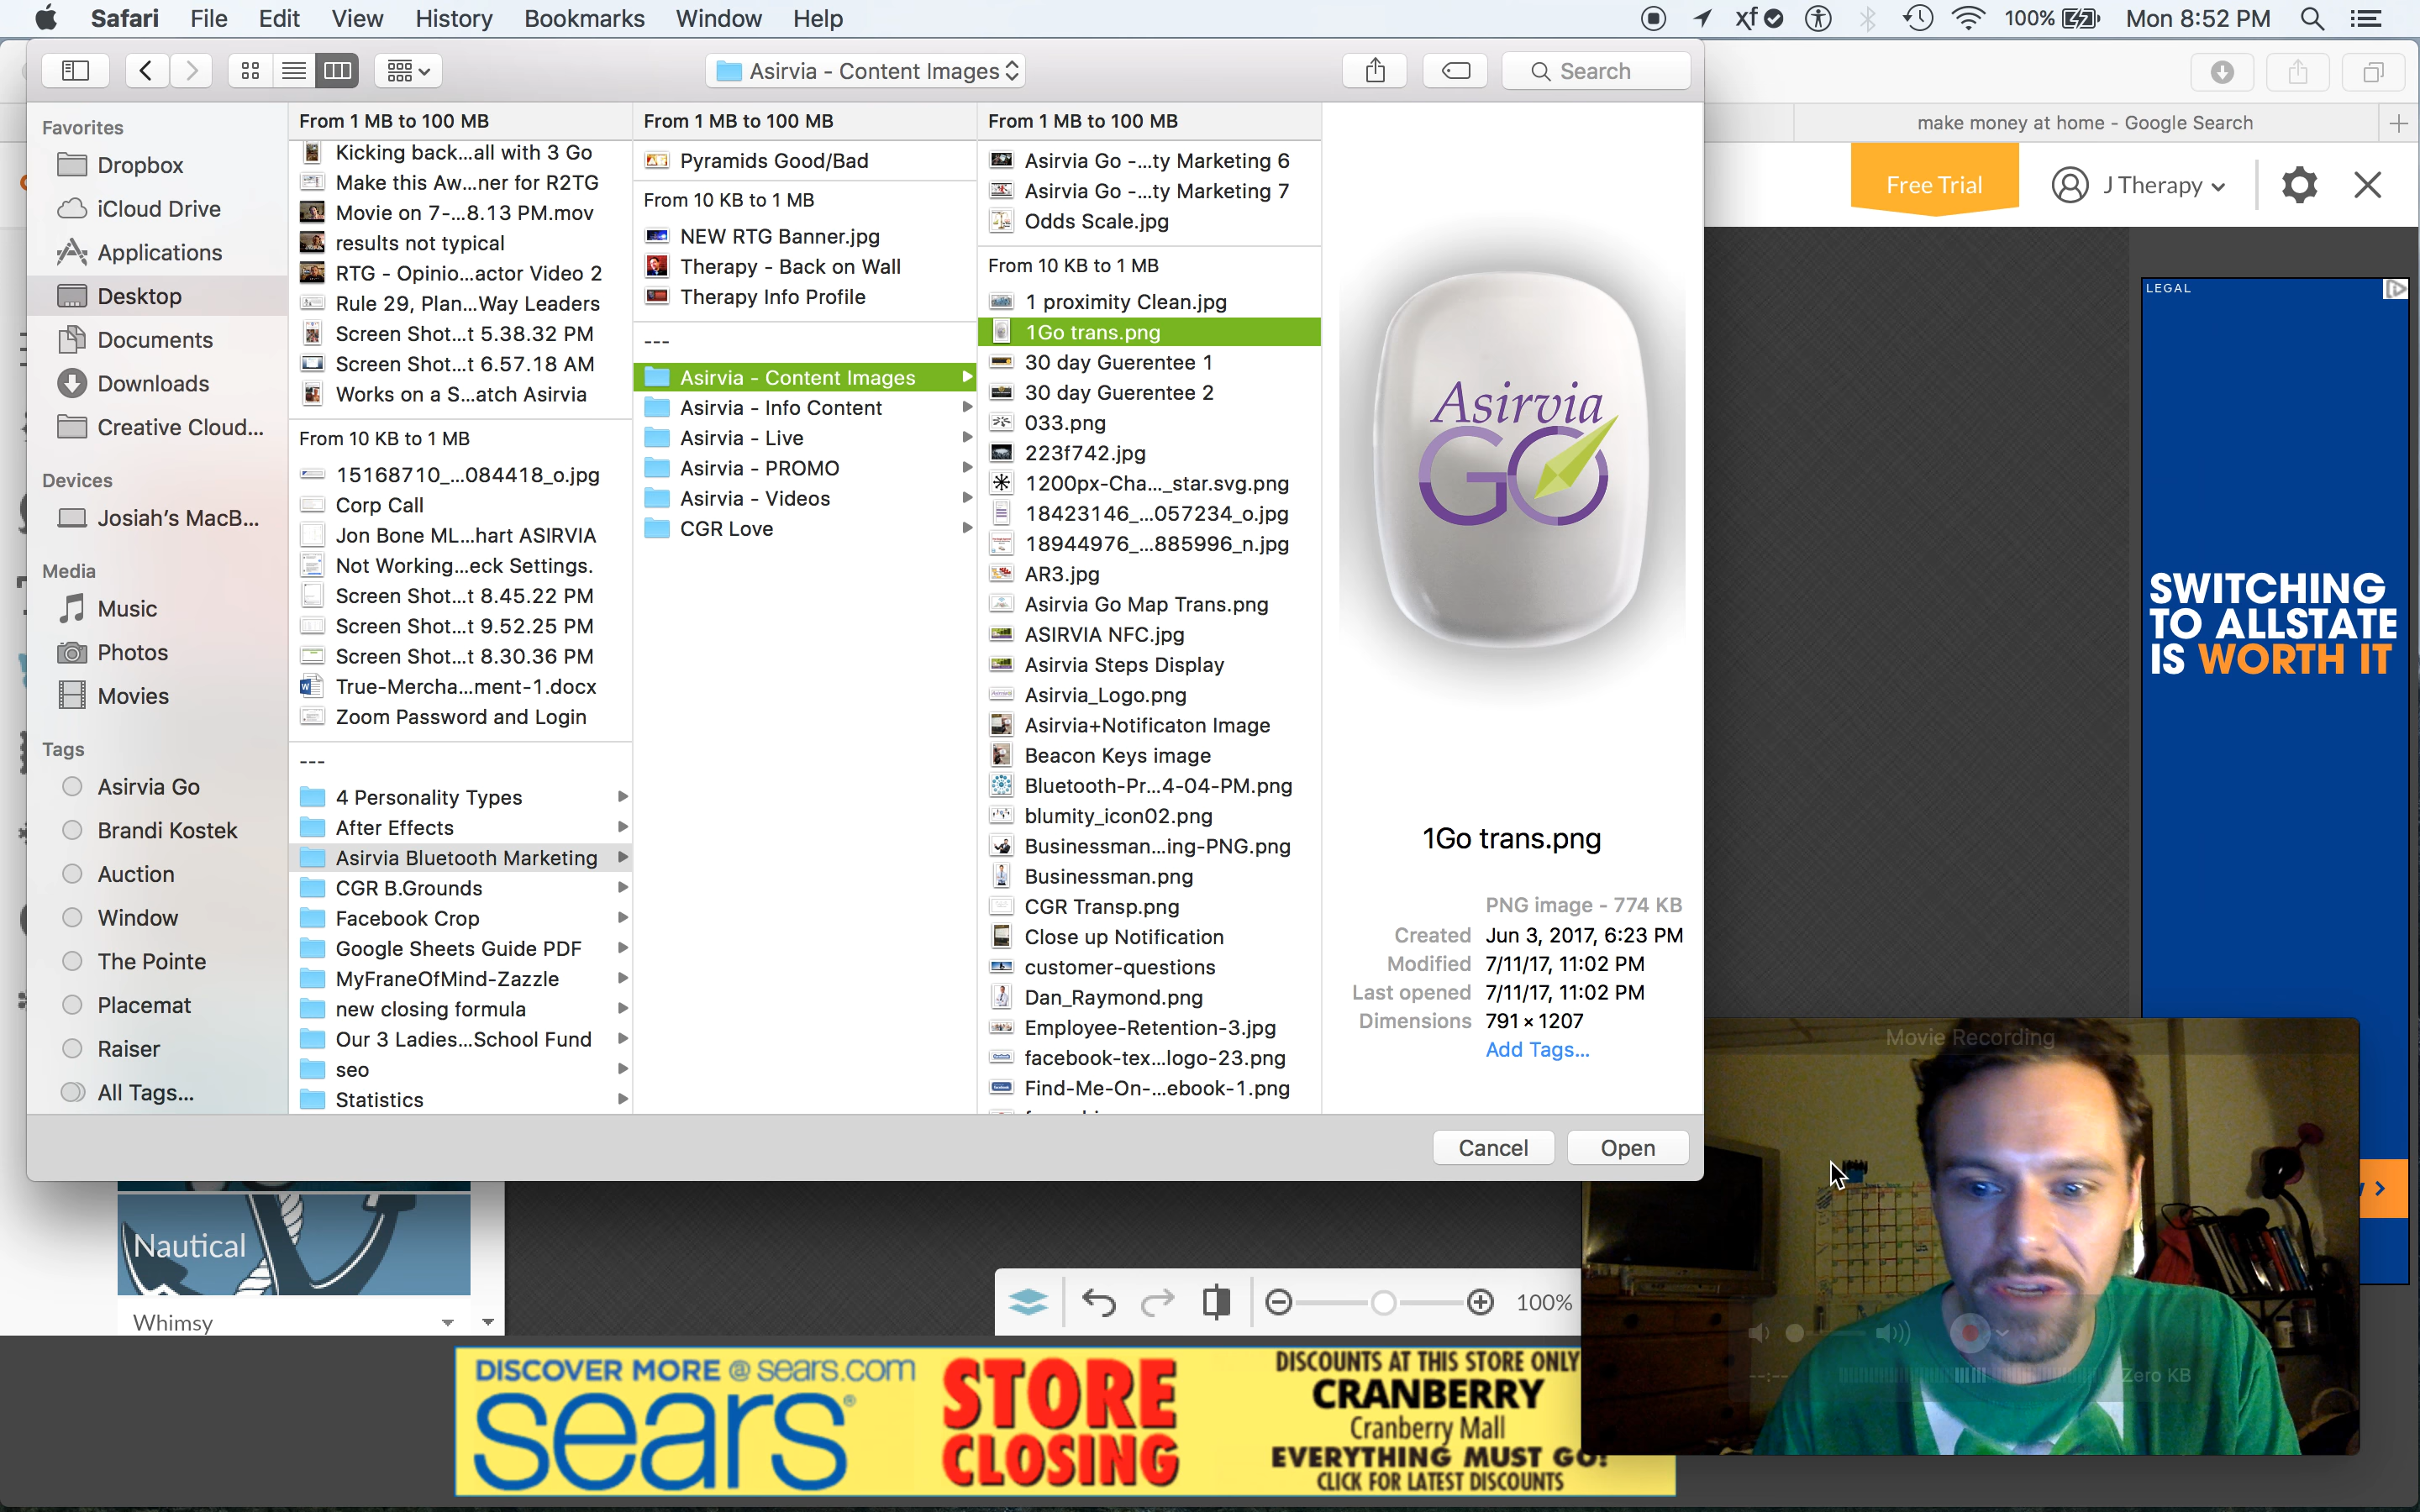 Safari File Edit View History Bookmarks Window Help
xf 100% Mon 8:52 PM
Asirvia - Content Images
Search
make money at home - Google Search
Free Trial
J Therapy
Favorites
Dropbox
iCloud Drive
Applications
Desktop
Documents
Downloads
Creative Cloud...
Devices
Josiah's MacB...
Media
Music
Photos
Movies
Tags
Asirvia Go
Brandi Kostek
Auction
Window
The Pointe
Placemat
Raiser
All Tags...
From 1 MB to 100 MB
Kicking back...all with 3 Go
Make this Aw...ner for R2TG
Movie on 7-...8.13 PM.mov
results not typical
RTG - Opinio...actor Video 2
Rule 29, Plan...Way Leaders
Screen Shot...t 5.38.32 PM
Screen Shot...t 6.57.18 AM
Works on a S...atch Asirvia
From 10 KB to 1 MB
15168710_...084418_o.jpg
Corp Call
Jon Bone ML...hart ASIRVIA
Not Working...eck Settings.
Screen Shot...t 8.45.22 PM
Screen Shot...t 9.52.25 PM
Screen Shot...t 8.30.36 PM
True-Mercha...ment-1.docx
Zoom Password and Login
---
4 Personality Types
After Effects
Asirvia Bluetooth Marketing
CGR B.Grounds
Facebook Crop
Google Sheets Guide PDF
MyFraneOfMind-Zazzle
new closing formula
Our 3 Ladies...School Fund
seo
Statistics
From 1 MB to 100 MB
Pyramids Good/Bad
From 10 KB to 1 MB
NEW RTG Banner.jpg
Therapy - Back on Wall
Therapy Info Profile
---
Asirvia - Content Images
Asirvia - Info Content
Asirvia - Live
Asirvia - PROMO
Asirvia - Videos
CGR Love
From 1 MB to 100 MB
Asirvia Go -...ty Marketing 6
Asirvia Go -...ty Marketing 7
Odds Scale.jpg
From 10 KB to 1 MB
1 proximity Clean.jpg
1Go trans.png
30 day Guerentee 1
30 day Guerentee 2
033.png
223f742.jpg
1200px-Cha..._star.svg.png
18423146_...057234_o.jpg
18944976_...885996_n.jpg
AR3.jpg
Asirvia Go Map Trans.png
ASIRVIA NFC.jpg
Asirvia Steps Display
Asirvia_Logo.png
Asirvia+Notificaton Image
Beacon Keys image
Bluetooth-Pr...4-04-PM.png
blumity_icon02.png
Businessman...ing-PNG.png
Businessman.png
CGR Transp.png
Close up Notification
customer-questions
Dan_Raymond.png
Employee-Retention-3.jpg
facebook-tex...logo-23.png
Find-Me-On-...ebook-1.png
Asirvia
GO
1Go trans.png
PNG image - 774 KB
Created Jun 3, 2017, 6:23 PM
Modified 7/11/17, 11:02 PM
Last opened 7/11/17, 11:02 PM
Dimensions 791 × 1207
Add Tags...
Cancel Open
LEGAL
SWITCHING
TO ALLSTATE
IS WORTH IT
Movie Recording
--:--
Zero KB
Nautical
Whimsy
100%
DISCOVER MORE @ sears.com
sears®
STORE
CLOSING
DISCOUNTS AT THIS STORE ONLY
CRANBERRY
Cranberry Mall
EVERYTHING MUST GO!
CLICK FOR LATEST DISCOUNTS